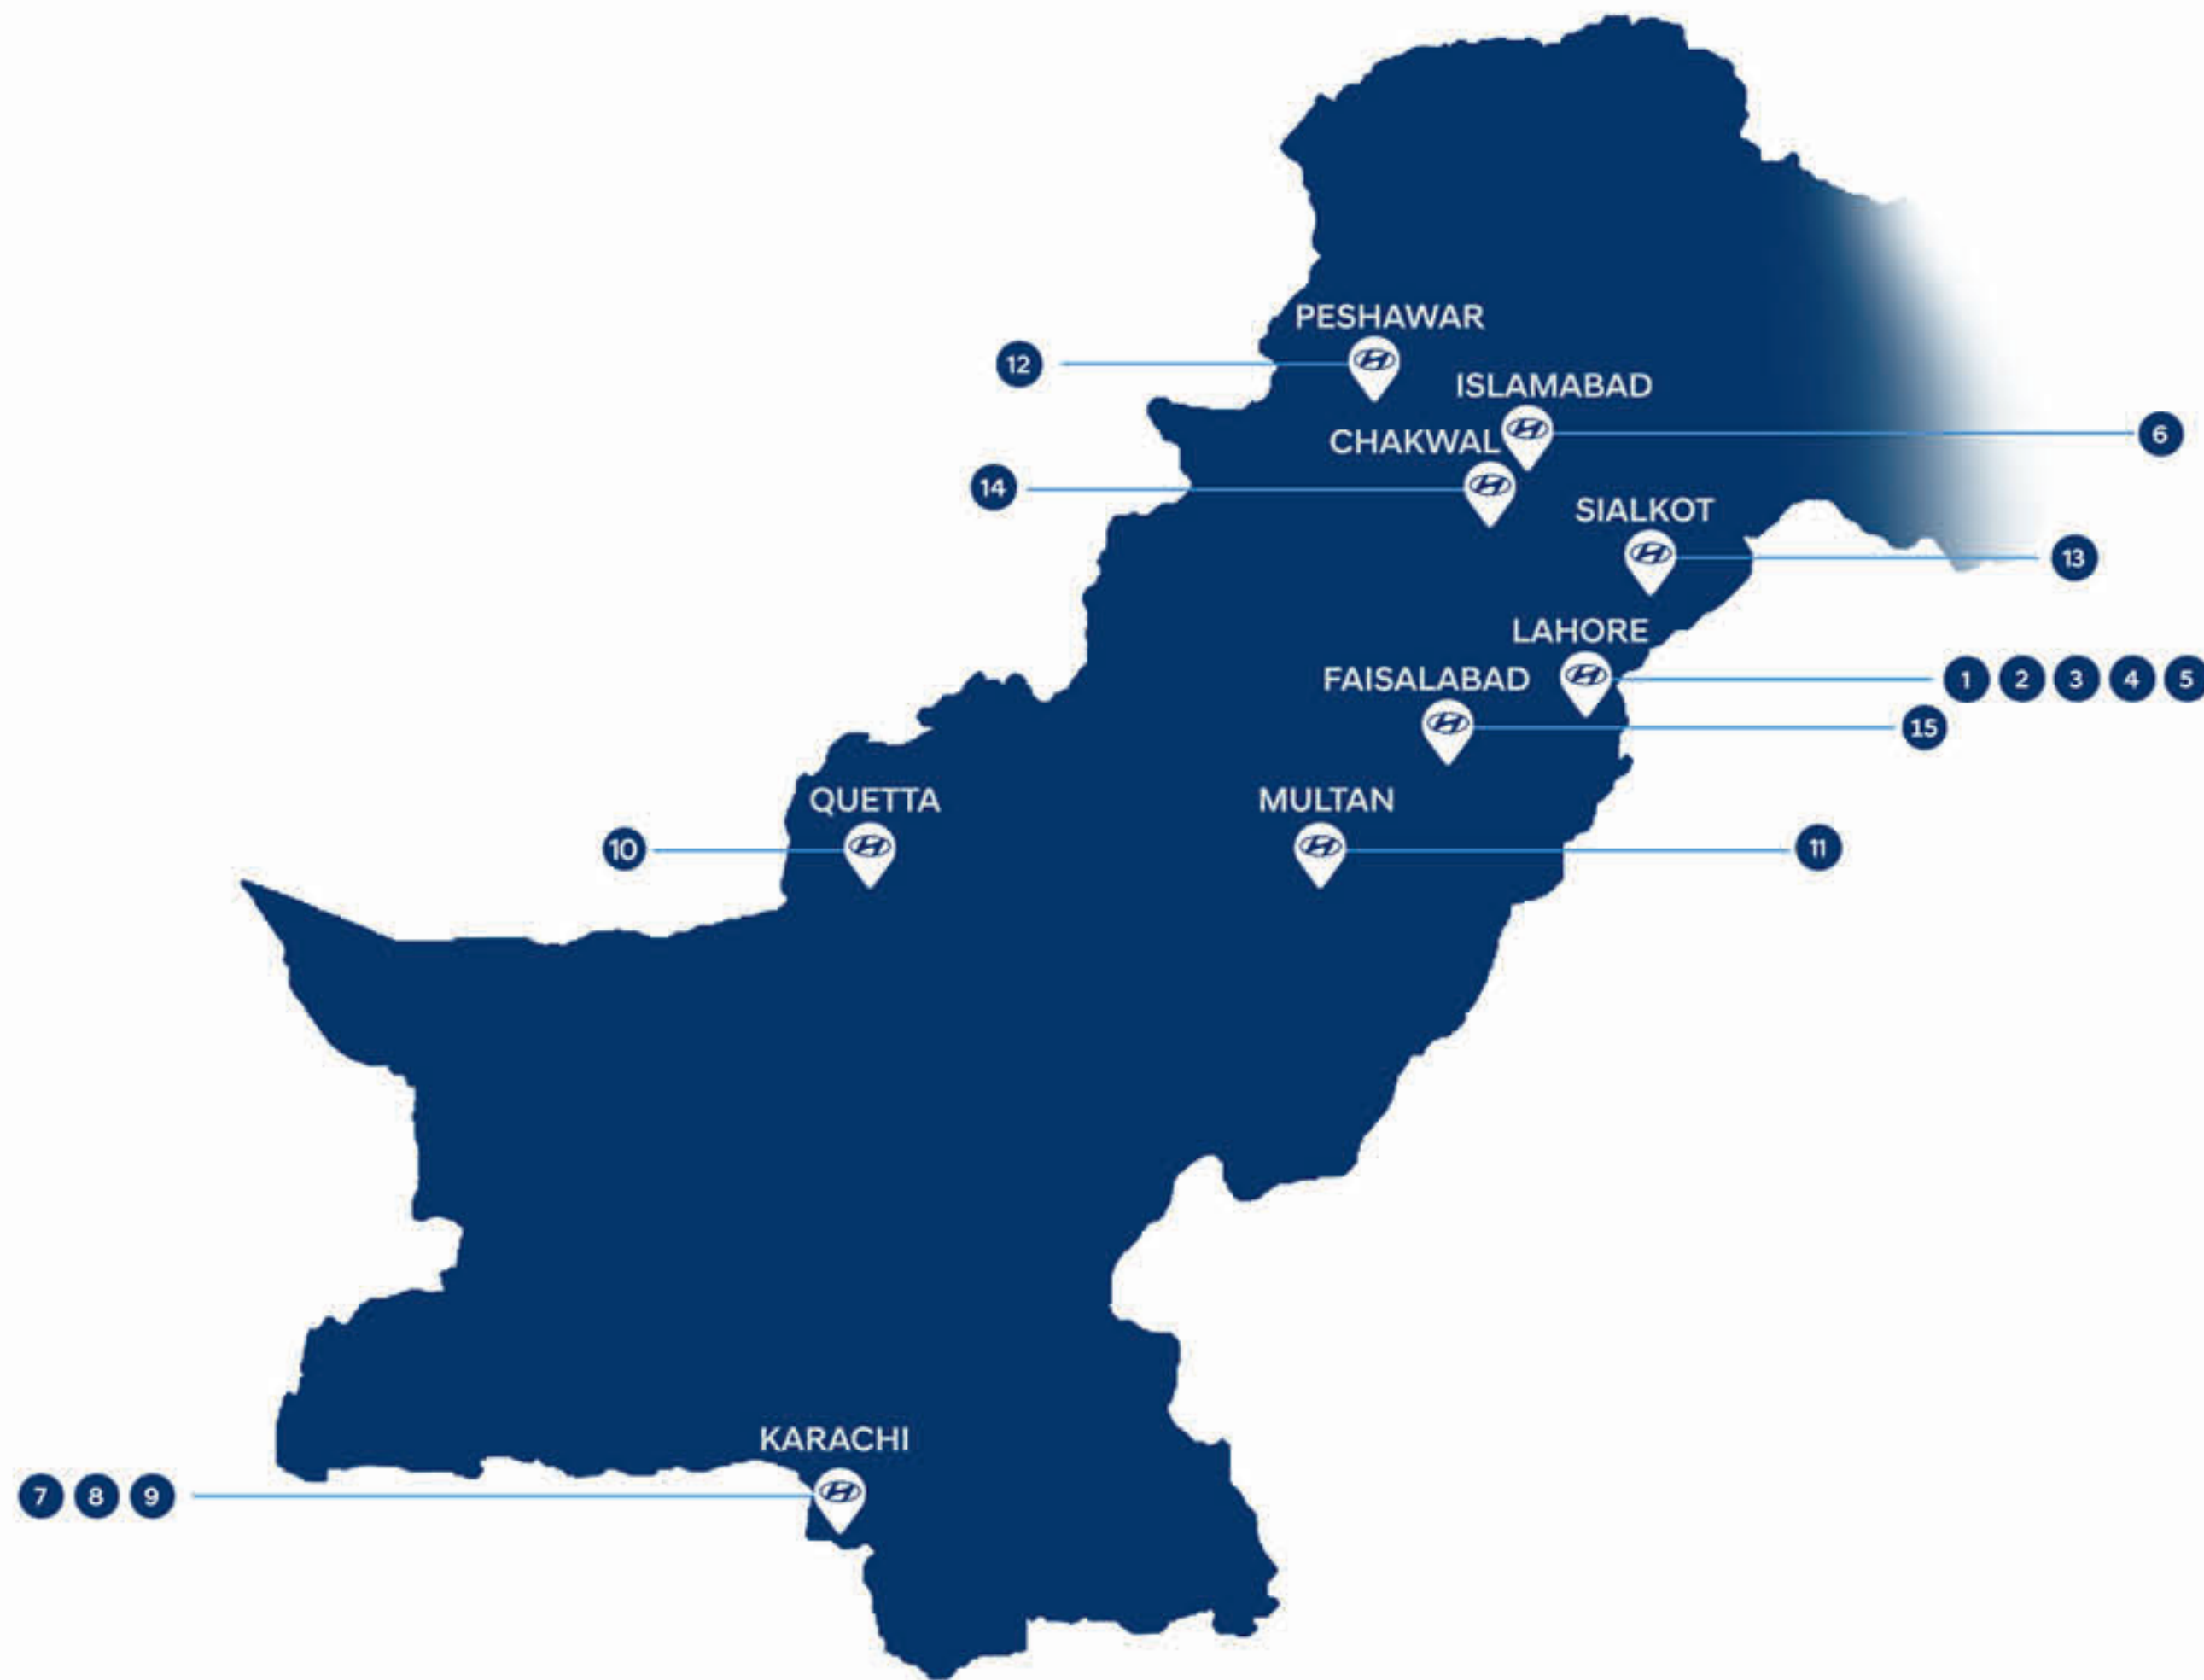 PESHAWAR
12
ISLAMABAD
6
CHAKWAL
14
SIALKOT
13
LAHORE
1 2 3 4 5
FAISALABAD
15
QUETTA
10
MULTAN
11
KARACHI
7 8 9